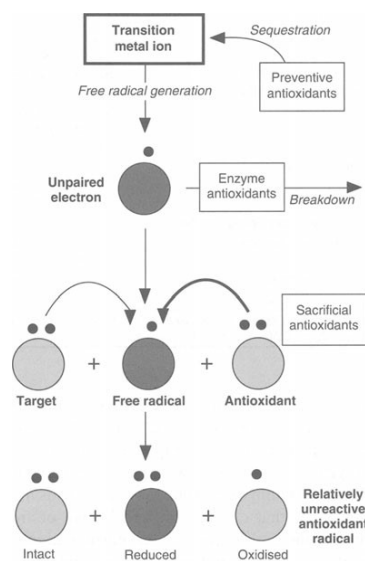 Transition
metal ion
Sequestration
Preventive
antioxidants
Free radical generation
Unpaired
electron
Enzyme
antioxidants
Breakdown
Sacrificial
antioxidants
+
+
Target
Free radical
Antioxidant
+
+
Relatively
unreactive
antioxidant
radical
Intact
Reduced
Oxidised